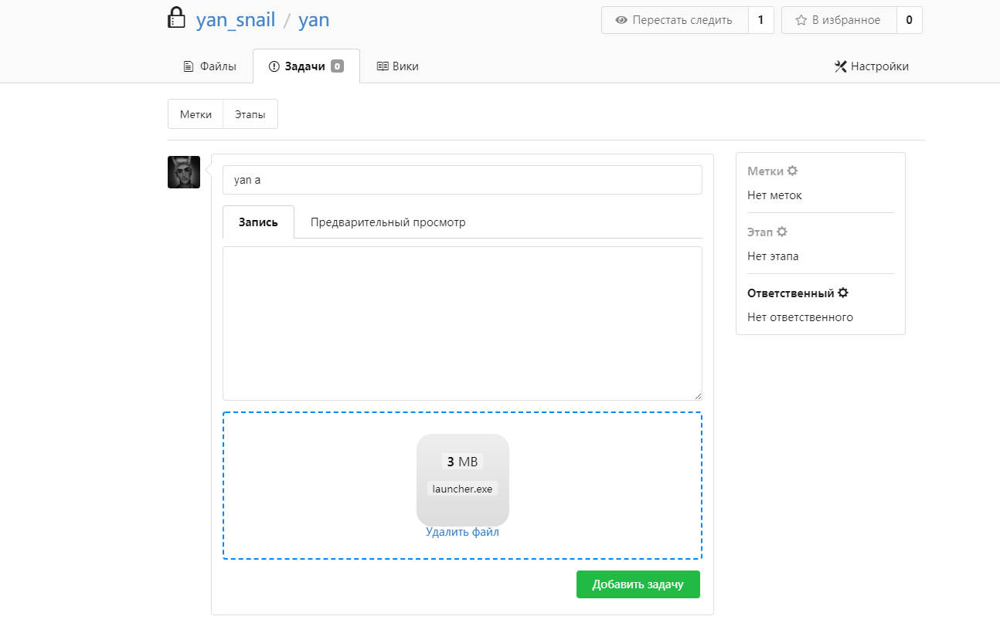 yan_snail / yan
Перестать следить 1
В избранное 0
Файлы
Задачи 0
Вики
Настройки
Метки
Этапы
yan a
Запись
Предварительный просмотр
3 MB
launcher.exe
Удалить файл
Добавить задачу
Метки
Нет меток
Этап
Нет этапа
Ответственный
Нет ответственного